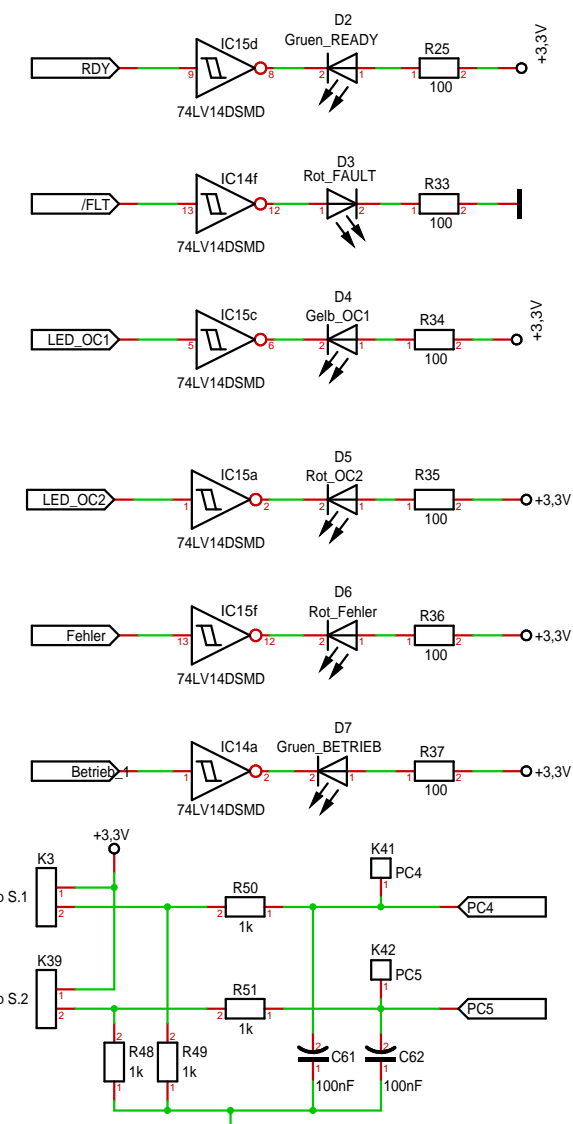 D2
Gruen_READY
+3,3V
IC15d
R25
RDY
9
8
2
1
1
2
74LV14DSMD
100
D3
Rot_FAULT
IC14f
R33
/FLT
13
12
1
2
1
2
74LV14DSMD
100
D4
Gelb_OC1
+3,3V
IC15c
R34
LED_OC1
5
6
2
1
1
2
74LV14DSMD
100
D5
Rot_OC2
IC15a
R35
LED_OC2
1
2
2
1
1
2
+3,3V
74LV14DSMD
100
D6
Rot_Fehler
IC15f
R36
Fehler
13
12
2
1
1
2
+3,3V
74LV14DSMD
100
D7
Gruen_BETRIEB
IC14a
R37
Betrieb_1
1
2
2
1
1
2
+3,3V
74LV14DSMD
100
+3,3V
K3
K41
PC4
1
1
o S.1
2
R50
2
1
1k
PC4
K39
K42
PC5
1
1
o S.2
2
R51
2
1
1k
PC5
2
2
2
2
R48
R49
C61
C62
1k
1k
1
1
1
1
100nF
100nF